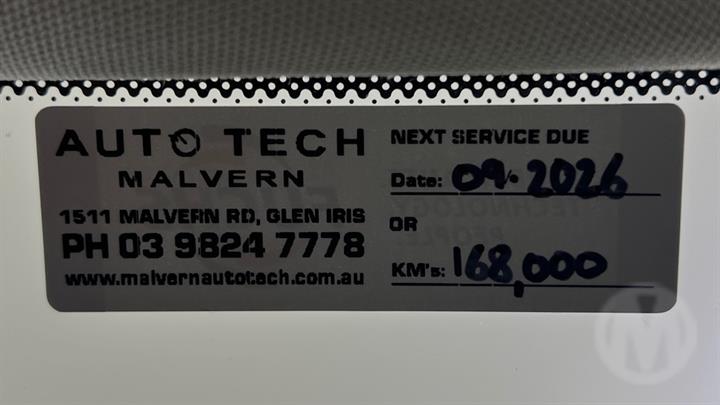 AUTO TECH
MALVERN
1511 MALVERN RD, GLEN IRIS
PH 03 9824 7778
www.malvernautotech.com.au
NEXT SERVICE DUE
Date: 09. 2026
OR
KM's: 168,000